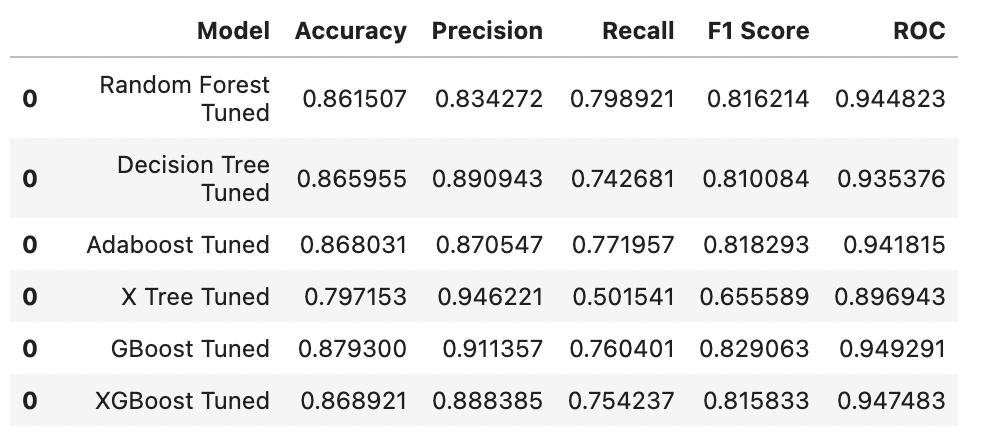 Model Accuracy Precision Recall F1 Score ROC
0 Random Forest Tuned 0.861507 0.834272 0.798921 0.816214 0.944823
0 Decision Tree Tuned 0.865955 0.890943 0.742681 0.810084 0.935376
0 Adaboost Tuned 0.868031 0.870547 0.771957 0.818293 0.941815
0 X Tree Tuned 0.797153 0.946221 0.501541 0.655589 0.896943
0 GBoost Tuned 0.879300 0.911357 0.760401 0.829063 0.949291
0 XGBoost Tuned 0.868921 0.888385 0.754237 0.815833 0.947483